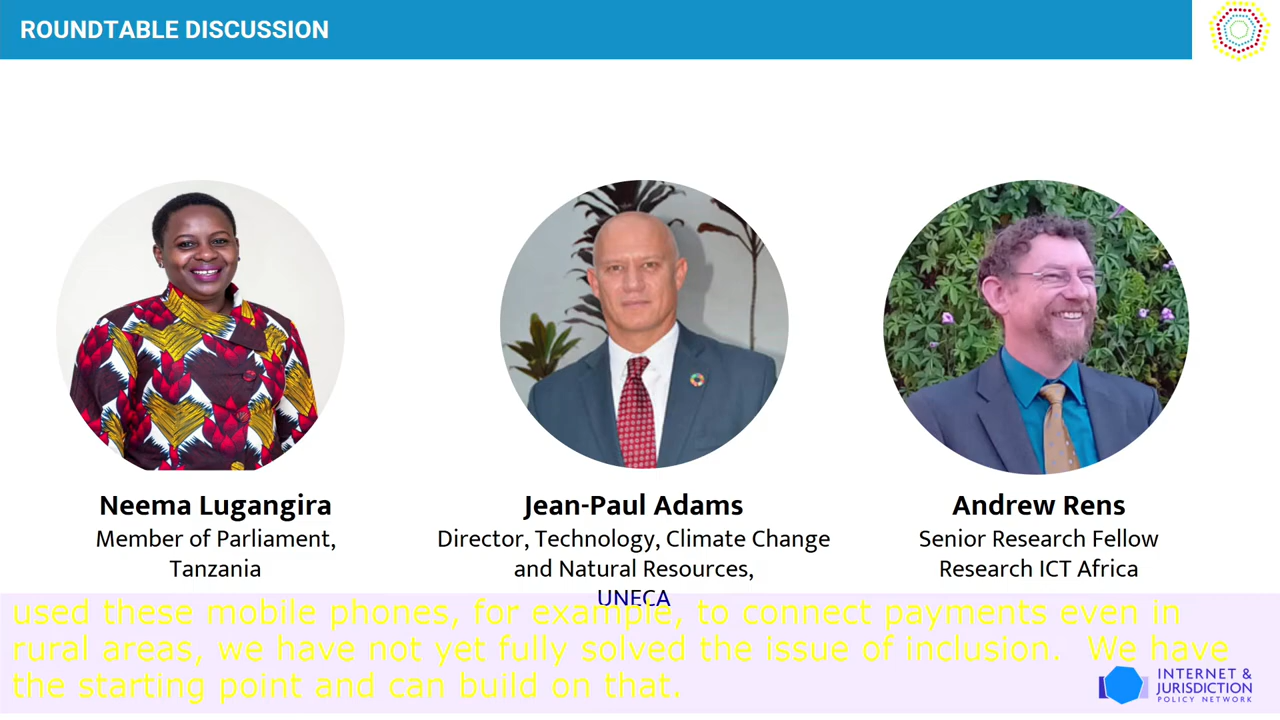 ROUNDTABLE DISCUSSION
Neema Lugangira
Member of Parliament,
Tanzania
Jean-Paul Adams
Director, Technology, Climate Change
and Natural Resources,
UNECA
Andrew Rens
Senior Research Fellow
Research ICT Africa
used these mobile phones, for example, to connect payments even in
rural areas, we have not yet fully solved the issue of inclusion. We have
the starting point and can build on that.
INTERNET &
JURISDICTION
POLICY NETWORK